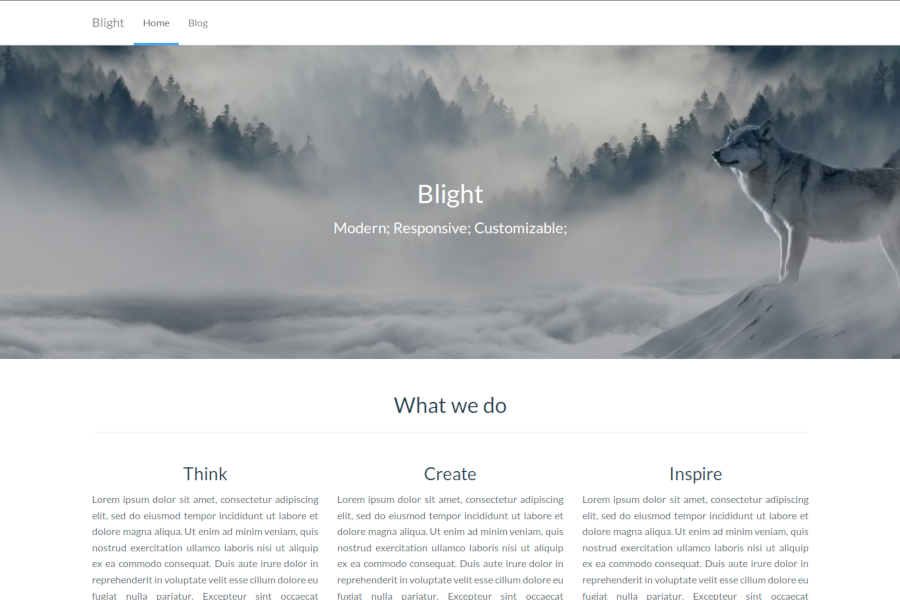 Blight Home Blog
Blight
Modern; Responsive; Customizable;
What we do
Think
Lorem ipsum dolor sit amet, consectetur adipiscing
elit, sed do eiusmod tempor incididunt ut labore et
dolore magna aliqua. Ut enim ad minim veniam, quis
nostrud exercitation ullamco laboris nisi ut aliquip
ex ea commodo consequat. Duis aute irure dolor in
reprehenderit in voluptate velit esse cillum dolore eu
fugiat nulla pariatur. Excepteur sint occaecat
Create
Lorem ipsum dolor sit amet, consectetur adipiscing
elit, sed do eiusmod tempor incididunt ut labore et
dolore magna aliqua. Ut enim ad minim veniam, quis
nostrud exercitation ullamco laboris nisi ut aliquip
ex ea commodo consequat. Duis aute irure dolor in
reprehenderit in voluptate velit esse cillum dolore eu
fugiat nulla pariatur. Excepteur sint occaecat
Inspire
Lorem ipsum dolor sit amet, consectetur adipiscing
elit, sed do eiusmod tempor incididunt ut labore et
dolore magna aliqua. Ut enim ad minim veniam, quis
nostrud exercitation ullamco laboris nisi ut aliquip
ex ea commodo consequat. Duis aute irure dolor in
reprehenderit in voluptate velit esse cillum dolore eu
fugiat nulla pariatur. Excepteur sint occaecat